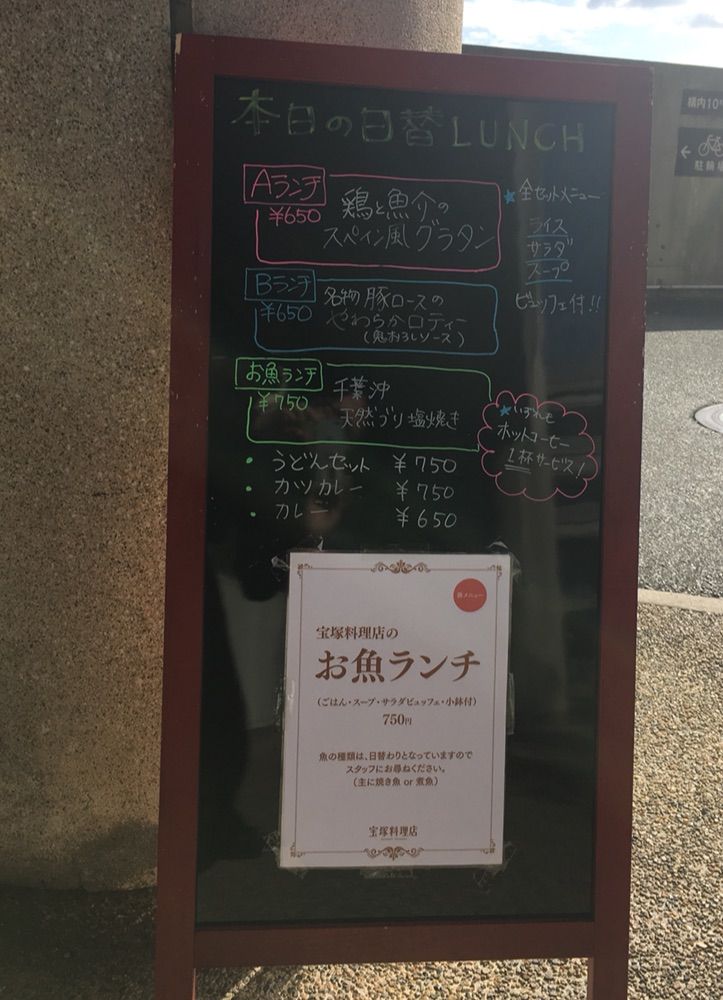 本日の日替LUNCH
Aランチ
¥650
鶏と魚介の
スペイン風グラタン
★全セットメニュー
ライス
サラダ
スープ
ビュッフェ付!!
Bランチ
¥650
名物豚ロースの
やわらかロティー
(鬼おろしソース)
お魚ランチ
¥750
千葉沖
天然ぶり塩焼き
★いずれも
ホットコーヒー
1杯サービス!
・うどんセット ¥750
・カツカレー ¥750
・カレー ¥650
新メニュー
宝塚料理店の
お魚ランチ
(ごはん・スープ・サラダビュッフェ・小鉢付)
750円
魚の種類は、日替わりとなっていますので
スタッフにお尋ねください。
(主に焼き魚 or 煮魚)
宝塚料理店
構内10
←
駐輪場